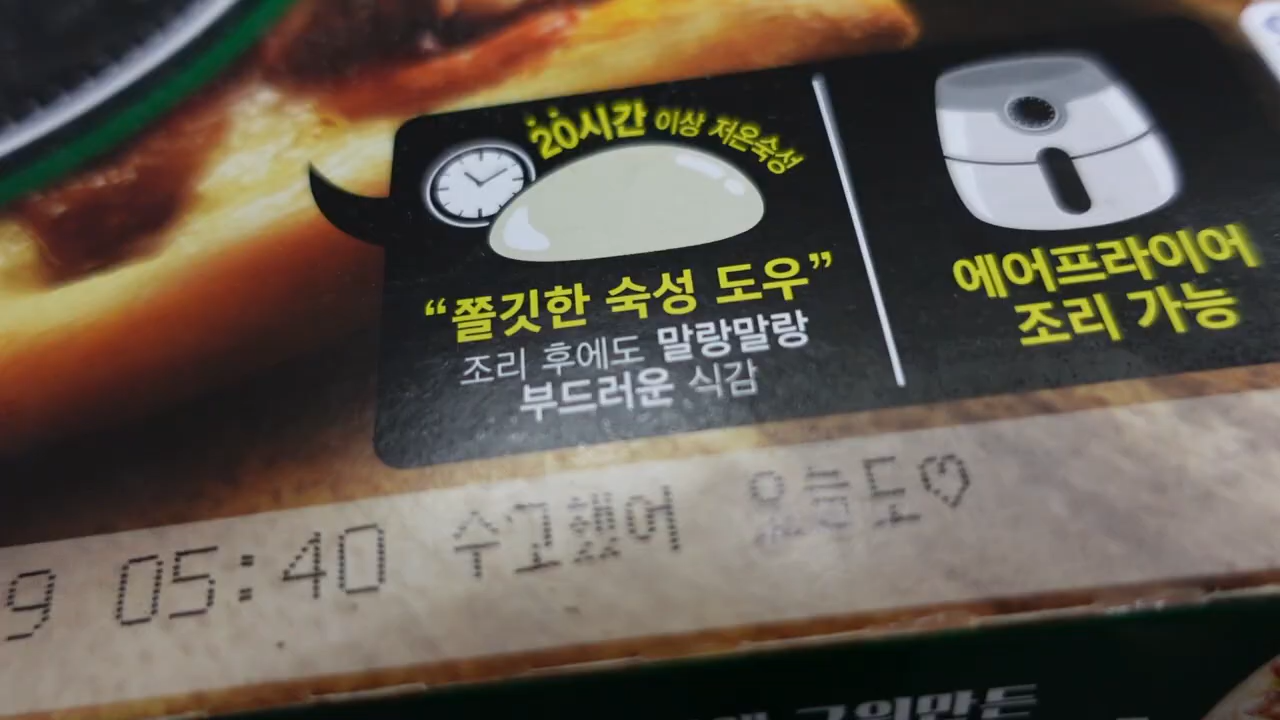 20시간 이상 저온숙성
“쫄깃한 숙성 도우”
조리 후에도 말랑말랑
부드러운 식감
에어프라이어
조리 가능
9 05:40 수고했어 오늘도♡